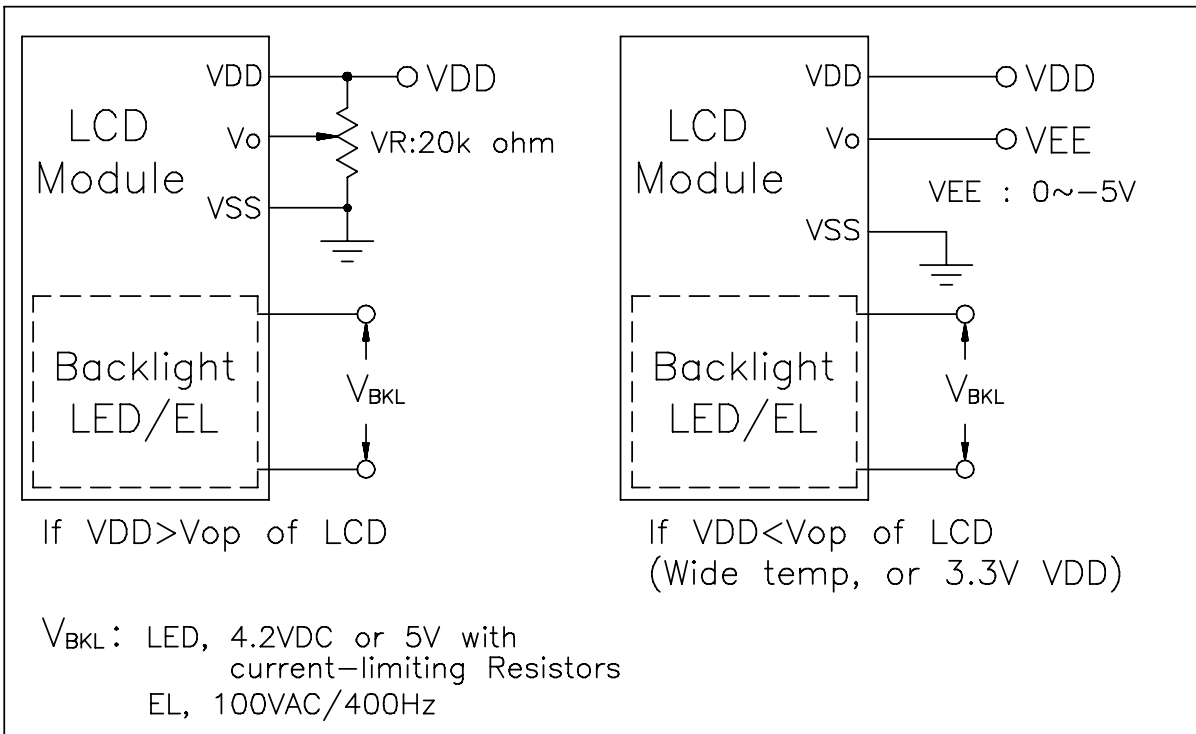 VDD
VDD
LCD
Module
Vo
VR:20k ohm
VSS
Backlight
LED/EL
VBKL
If VDD>Vop of LCD
VDD
VDD
LCD
Module
Vo
VEE
VEE : 0~-5V
VSS
Backlight
LED/EL
VBKL
If VDD<Vop of LCD
(Wide temp, or 3.3V VDD)
VBKL: LED, 4.2VDC or 5V with
current-limiting Resistors
EL, 100VAC/400Hz